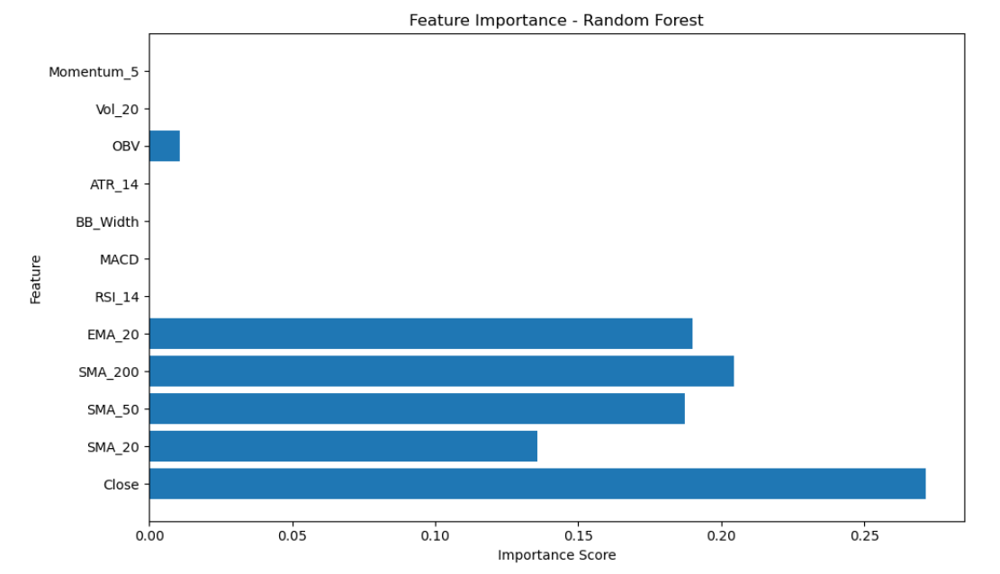 Feature Importance - Random Forest
Momentum_5
Vol_20
OBV
ATR_14
BB_Width
MACD
RSI_14
EMA_20
SMA_200
SMA_50
SMA_20
Close
Feature
0.00 0.05 0.10 0.15 0.20 0.25
Importance Score